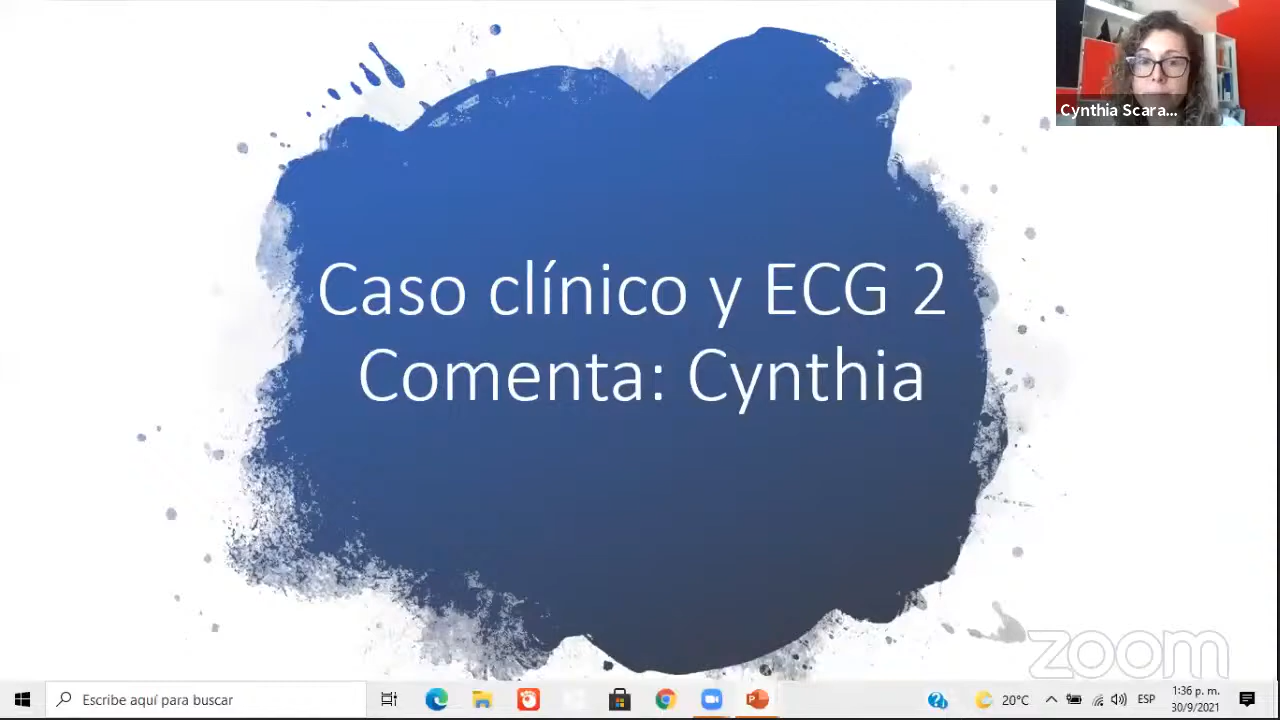 Cynthia Scara...
Caso clínico y ECG 2
Comenta: Cynthia
zoom
Escribe aquí para buscar
20°C
ESP
1:36 p. m.
30/9/2021